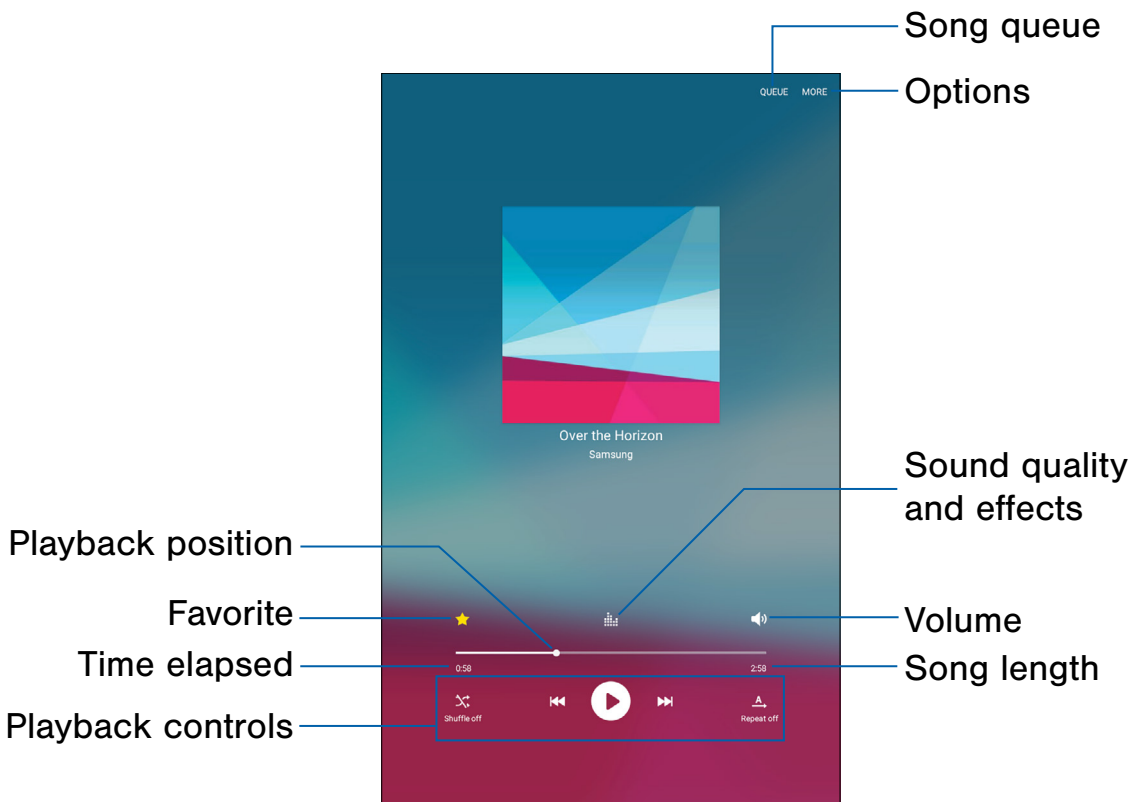 Song queue
Options
QUEUE MORE
Over the Horizon
Samsung
Sound quality
and effects
Playback position
Favorite
Volume
Time elapsed
0:58
2:58
Song length
Playback controls
Shuffle off
A
Repeat off